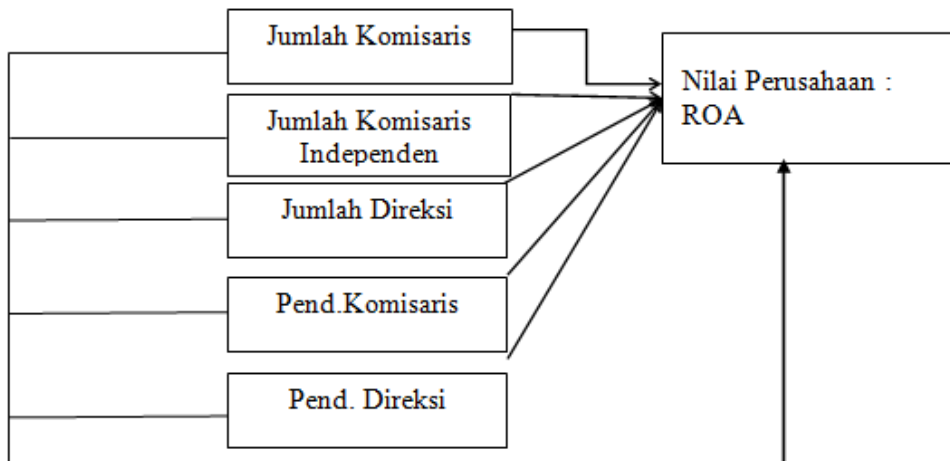 Jumlah Komisaris
Jumlah Komisaris
Independen
Jumlah Direksi
Pend.Komisaris
Pend. Direksi
Nilai Perusahaan :
ROA